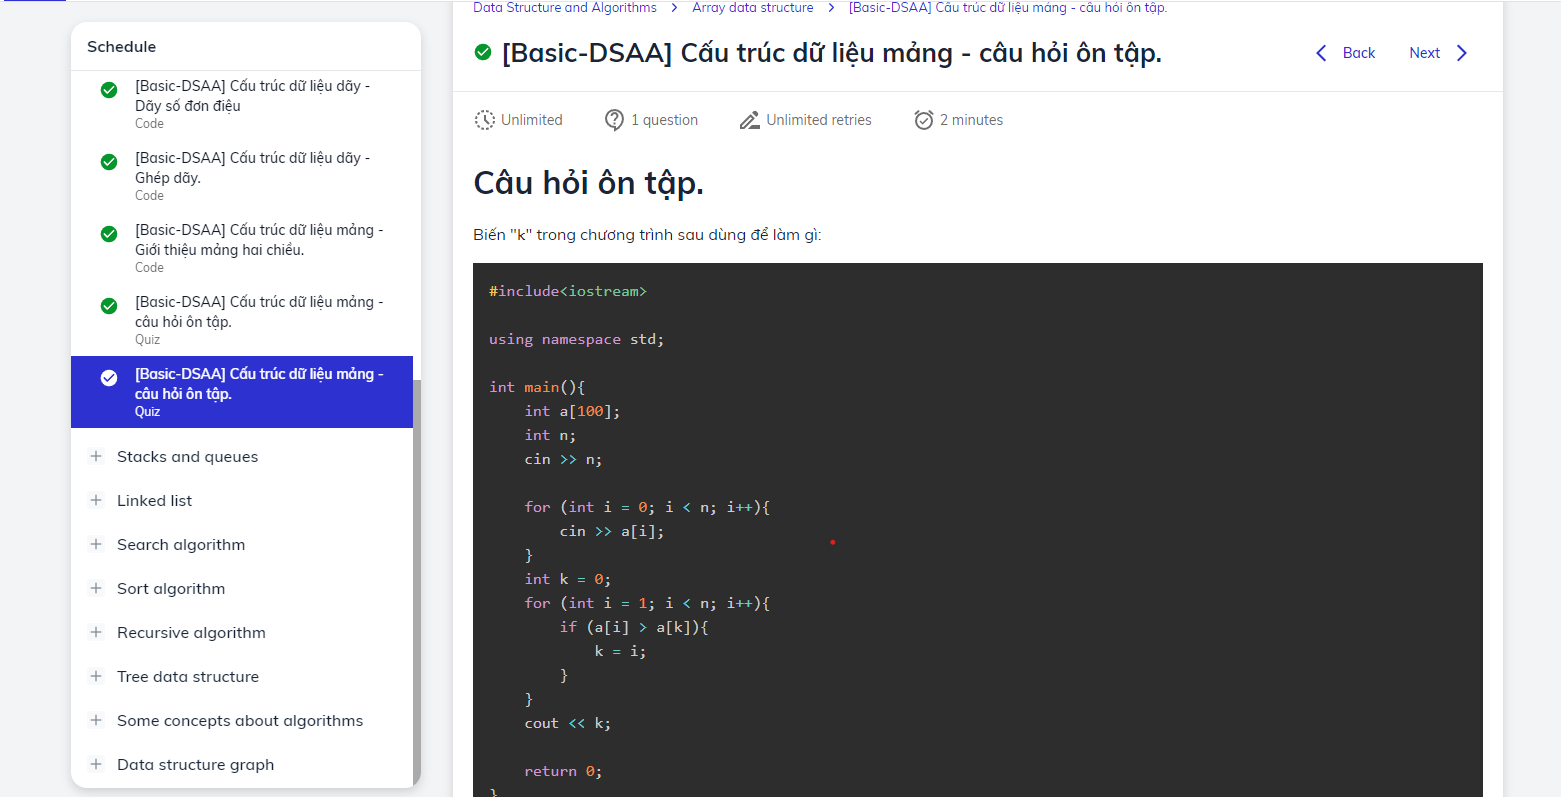 Schedule
[Basic-DSAA] Cấu trúc dữ liệu dãy -
Dãy số đơn điệu
Code
[Basic-DSAA] Cấu trúc dữ liệu dãy -
Ghép dãy.
Code
[Basic-DSAA] Cấu trúc dữ liệu mảng -
Giới thiệu mảng hai chiều.
Code
[Basic-DSAA] Cấu trúc dữ liệu mảng -
câu hỏi ôn tập.
Quiz
[Basic-DSAA] Cấu trúc dữ liệu mảng -
câu hỏi ôn tập.
Quiz
Stacks and queues
Linked list
Search algorithm
Sort algorithm
Recursive algorithm
Tree data structure
Some concepts about algorithms
Data structure graph
Data Structure and Algorithms > Array data structure > [Basic-DSAA] Cấu trúc dữ liệu mảng - câu hỏi ôn tập.
[Basic-DSAA] Cấu trúc dữ liệu mảng - câu hỏi ôn tập.
Back Next
Unlimited 1 question Unlimited retries 2 minutes
Câu hỏi ôn tập.
Biến "k" trong chương trình sau dùng để làm gì:
#include<iostream>
using namespace std;
int main(){
    int a[100];
    int n;
    cin >> n;
    for (int i = 0; i < n; i++){
        cin >> a[i];
    }
    int k = 0;
    for (int i = 1; i < n; i++){
        if (a[i] > a[k]){
            k = i;
        }
    }
    cout << k;
    return 0;
}